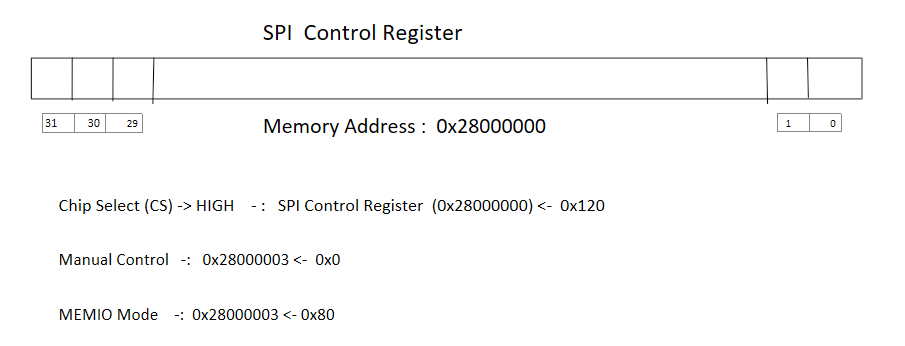 SPI Control Register
31 30 29
1 0
Memory Address : 0x28000000
Chip Select (CS) -> HIGH - : SPI Control Register (0x28000000) <- 0x120
Manual Control -: 0x28000003 <- 0x0
MEMIO Mode -: 0x28000003 <- 0x80